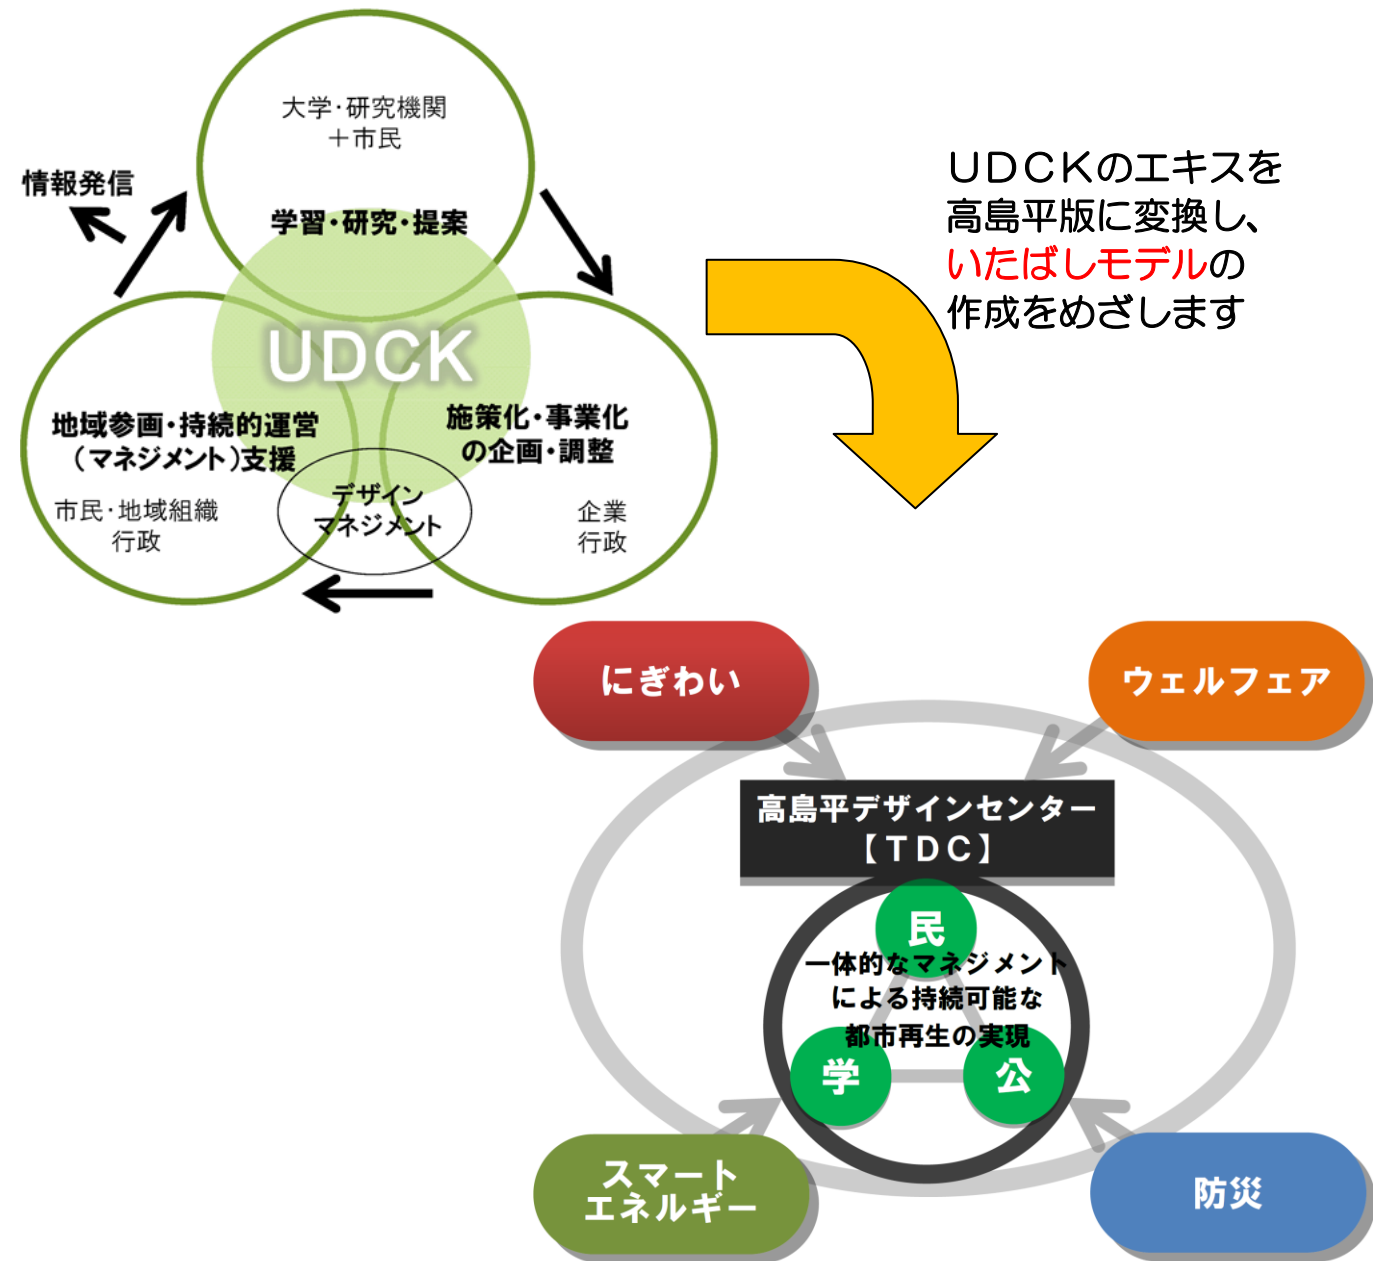 大学･研究機関
＋市民
情報発信
学習･研究･提案
UDCK
地域参画･持続的運営
（マネジメント）支援
市民･地域組織
行政
施策化･事業化
の企画･調整
企業
行政
デザイン
マネジメント
ＵＤＣＫのエキスを
高島平版に変換し、
いたばしモデルの
作成をめざします
にぎわい
ウェルフェア
高島平デザインセンター
【ＴＤＣ】
民
一体的なマネジメント
による持続可能な
都市再生の実現
学
公
スマート
エネルギー
防災